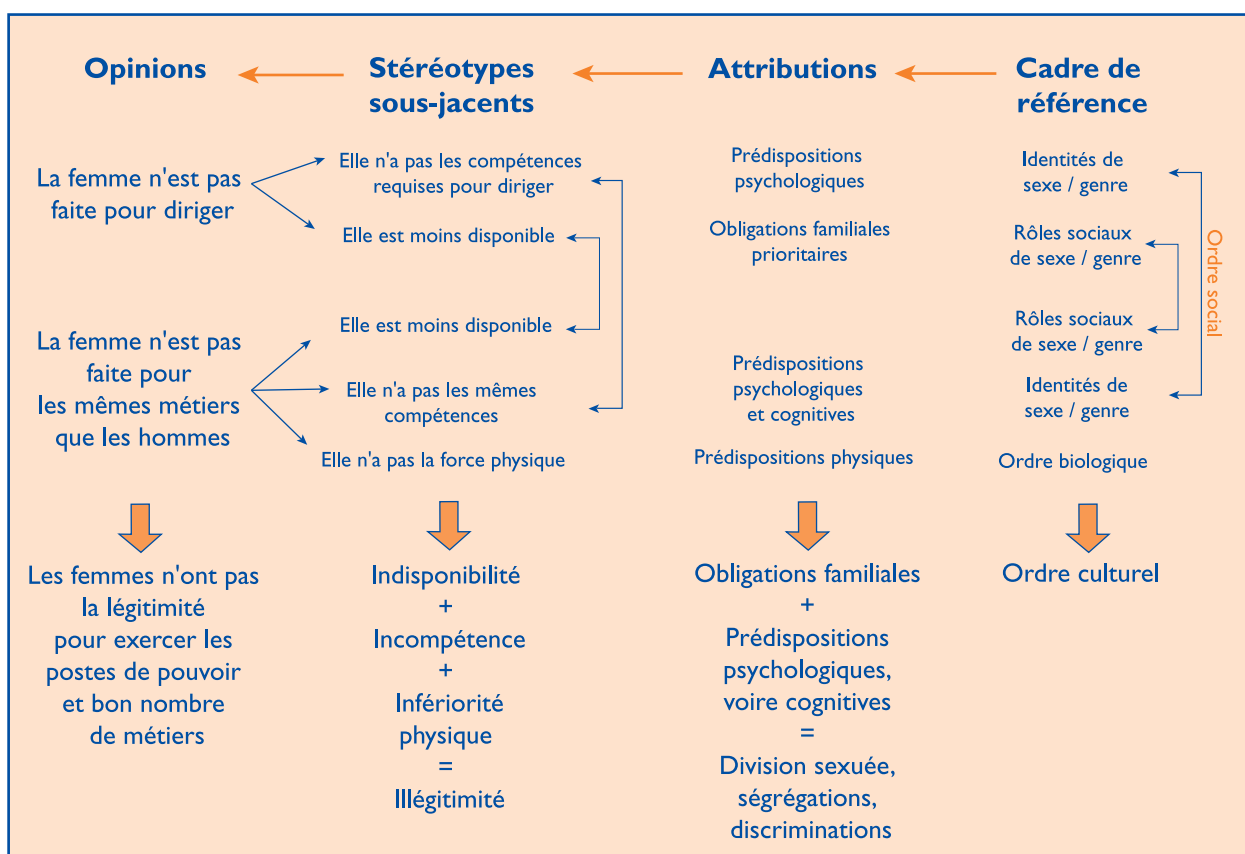 Opinions
Stéréotypes
sous-jacents
Attributions
Cadre de
référence
La femme n'est pas
faite pour diriger
Elle n'a pas les compétences
requises pour diriger
Elle est moins disponible
Prédispositions
psychologiques
Obligations familiales
prioritaires
Identités de
sexe / genre
Rôles sociaux
de sexe / genre
Ordre social
La femme n'est pas
faite pour
les mêmes métiers
que les hommes
Elle est moins disponible
Elle n'a pas les mêmes
compétences
Elle n'a pas la force physique
Prédispositions
psychologiques
et cognitives
Prédispositions physiques
Rôles sociaux
de sexe / genre
Identités de
sexe / genre
Ordre biologique
Les femmes n'ont pas
la légitimité
pour exercer les
postes de pouvoir
et bon nombre
de métiers
Indisponibilité
+
Incompétence
+
Infériorité
physique
=
Illégitimité
Obligations familiales
+
Prédispositions
psychologiques,
voire cognitives
=
Division sexuée,
ségrégations,
discriminations
Ordre culturel